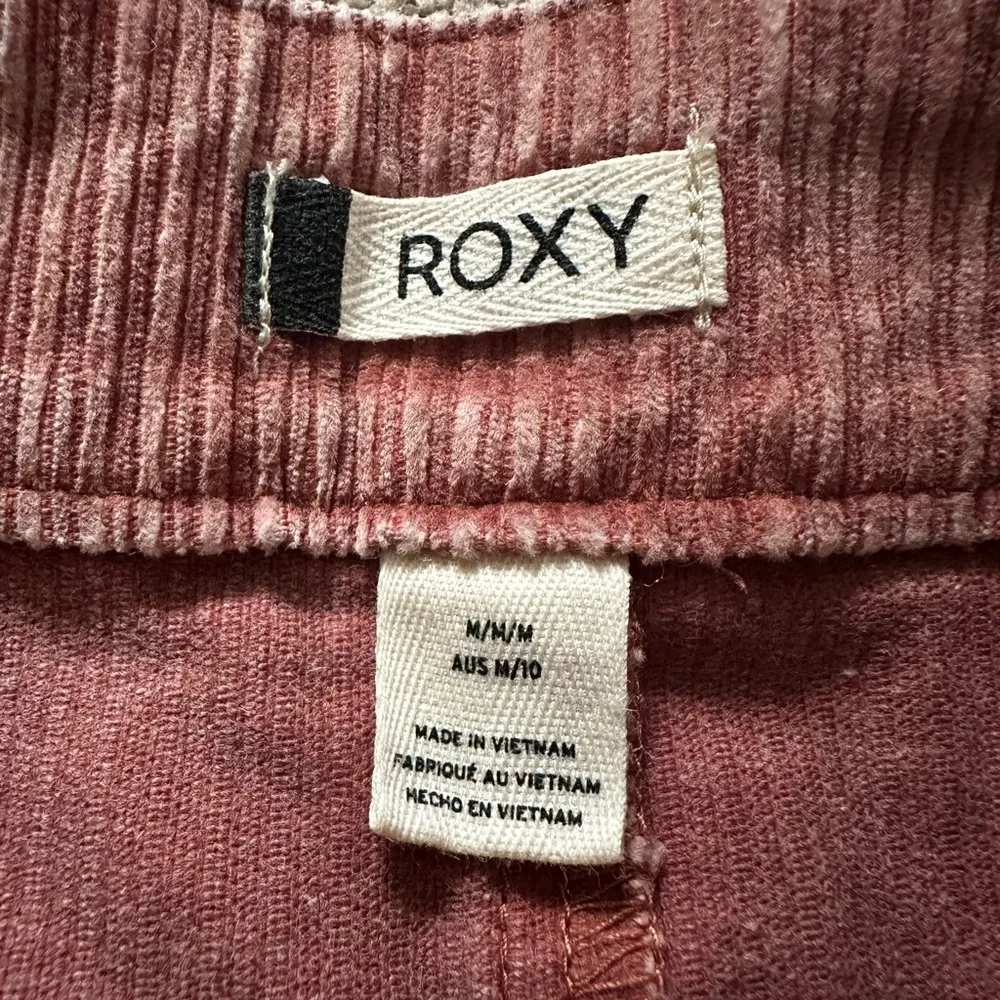 ROXY
M/M/M
AUS M/10
MADE IN VIETNAM
FABRIQUÉ AU VIETNAM
HECHO EN VIETNAM